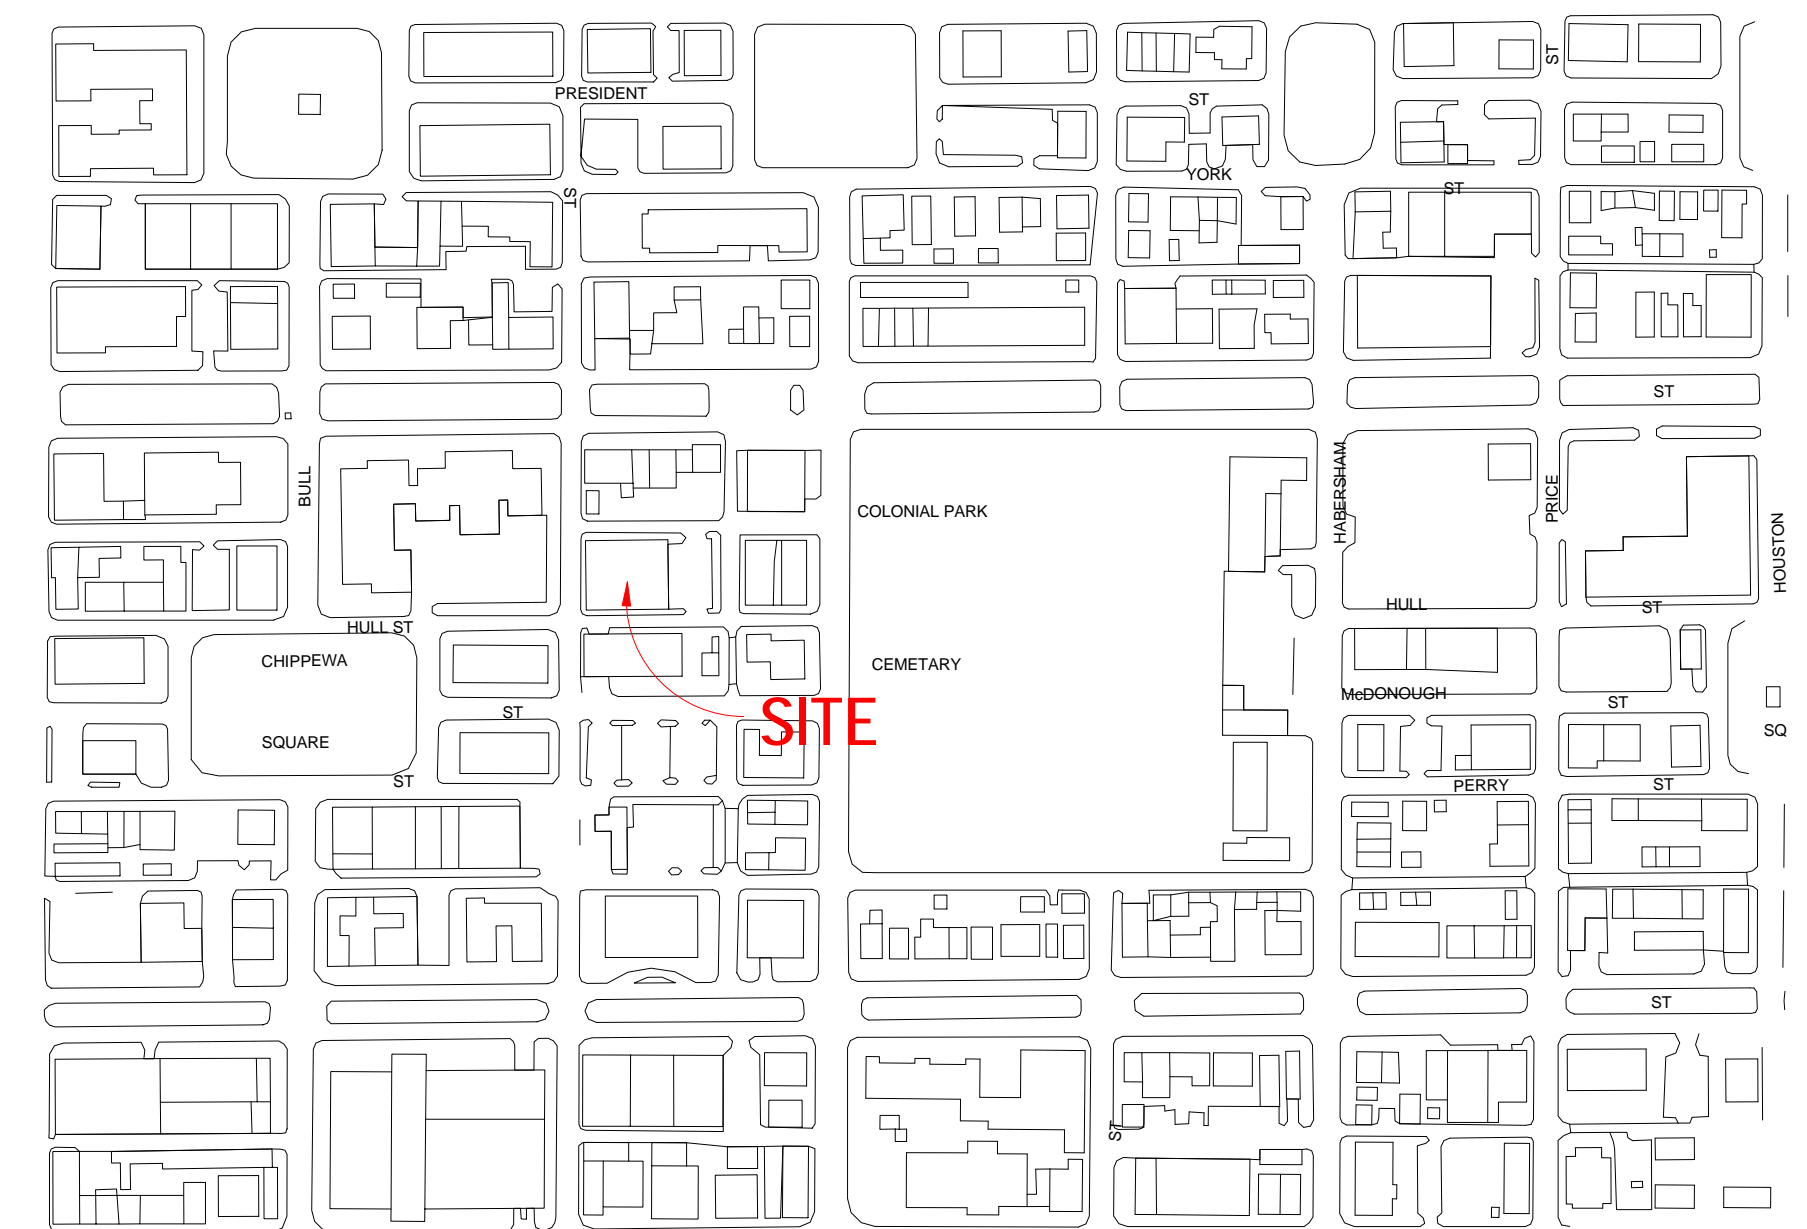 ST
PRESIDENT
ST
YORK
ST
ST
ST
BULL
HABERSHAM
PRICE
HOUSTON
COLONIAL PARK
HULL
ST
HULL ST
CHIPPEWA
CEMETARY
McDONOUGH
ST
ST
SITE
SQUARE
SQ
ST
PERRY
ST
ST
ST